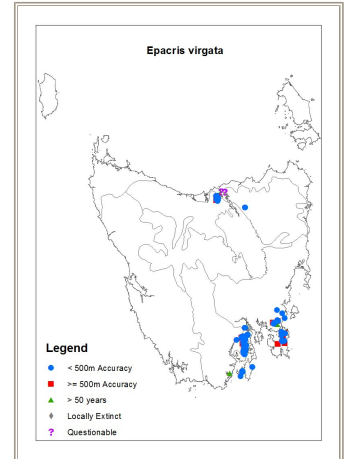 Epacris virgata
Legend
< 500m Accuracy
>= 500m Accuracy
> 50 years
Locally Extinct
? Questionable